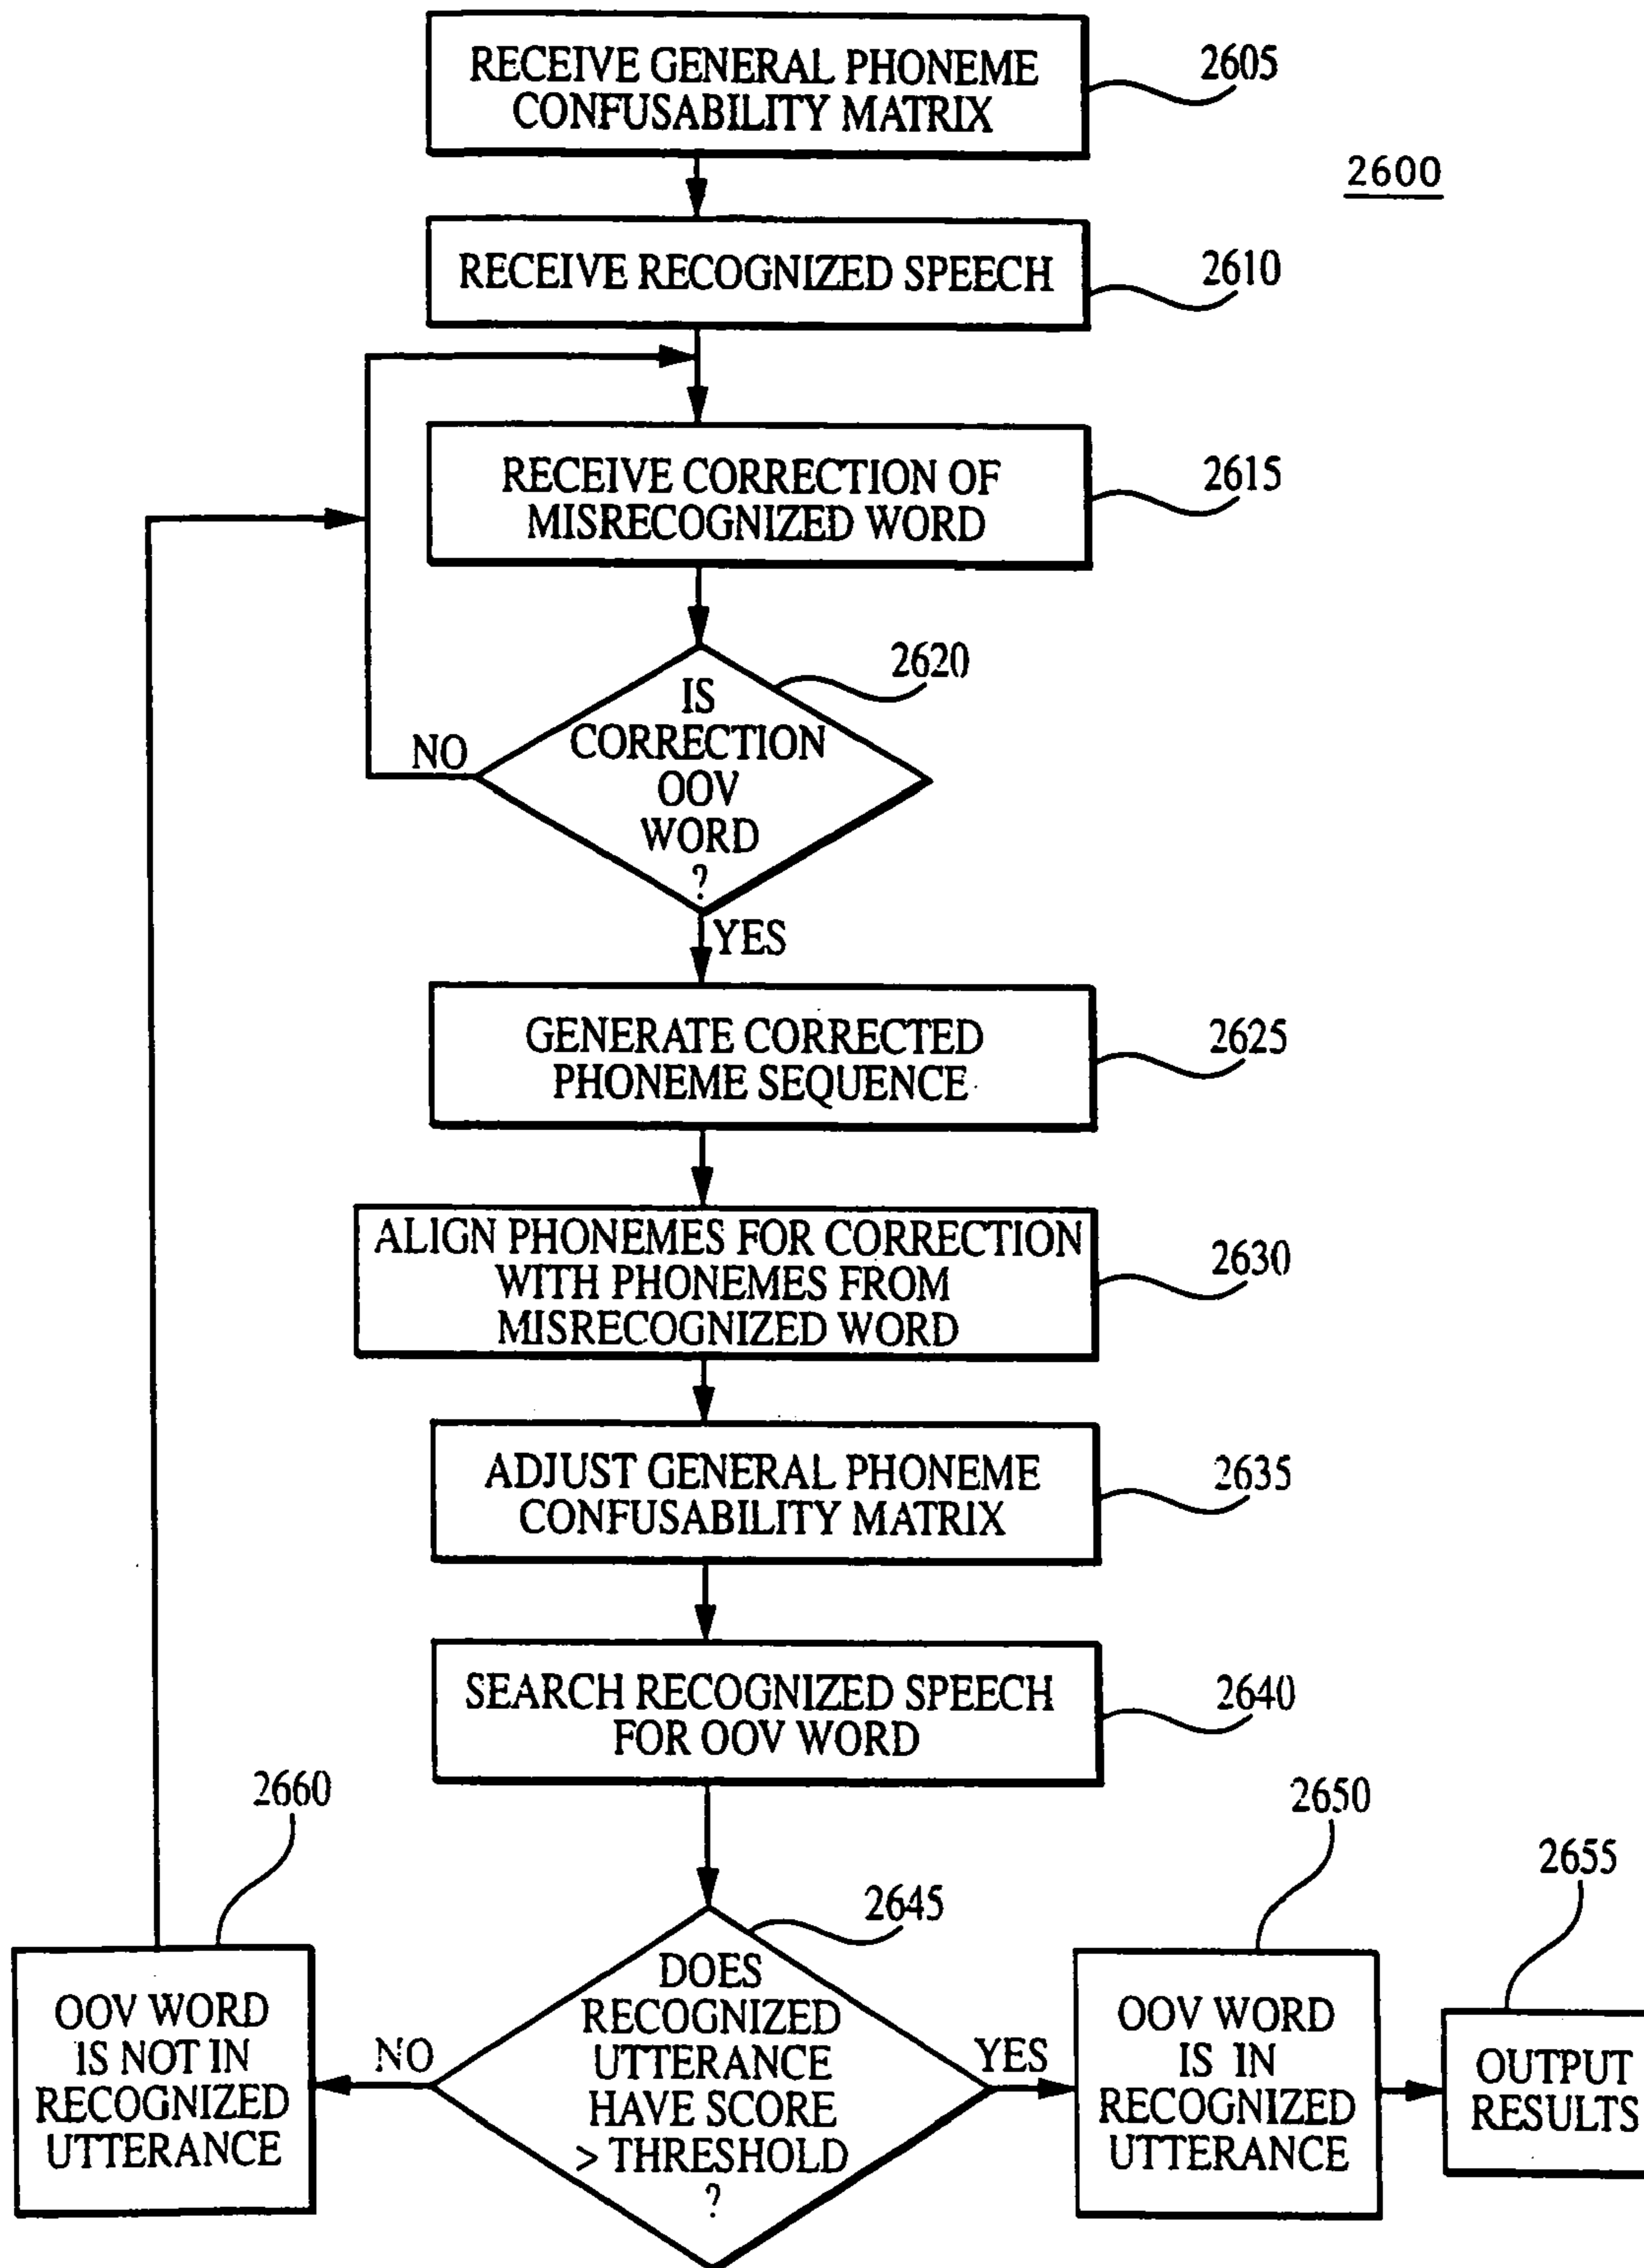 RECEIVE GENERAL PHONEME
CONFUSABILITY MATRIX
2605
2600
RECEIVE RECOGNIZED SPEECH
2610
RECEIVE CORRECTION OF
MISRECOGNIZED WORD
2615
IS
CORRECTION
OOV
WORD
?
2620
NO
YES
GENERATE CORRECTED
PHONEME SEQUENCE
2625
ALIGN PHONEMES FOR CORRECTION
WITH PHONEMES FROM
MISRECOGNIZED WORD
2630
ADJUST GENERAL PHONEME
CONFUSABILITY MATRIX
2635
SEARCH RECOGNIZED SPEECH
FOR OOV WORD
2640
DOES
RECOGNIZED
UTTERANCE
HAVE SCORE
> THRESHOLD
?
2645
NO
YES
2660
OOV WORD
IS NOT IN
RECOGNIZED
UTTERANCE
2650
OOV WORD
IS IN
RECOGNIZED
UTTERANCE
2655
OUTPUT
RESULTS